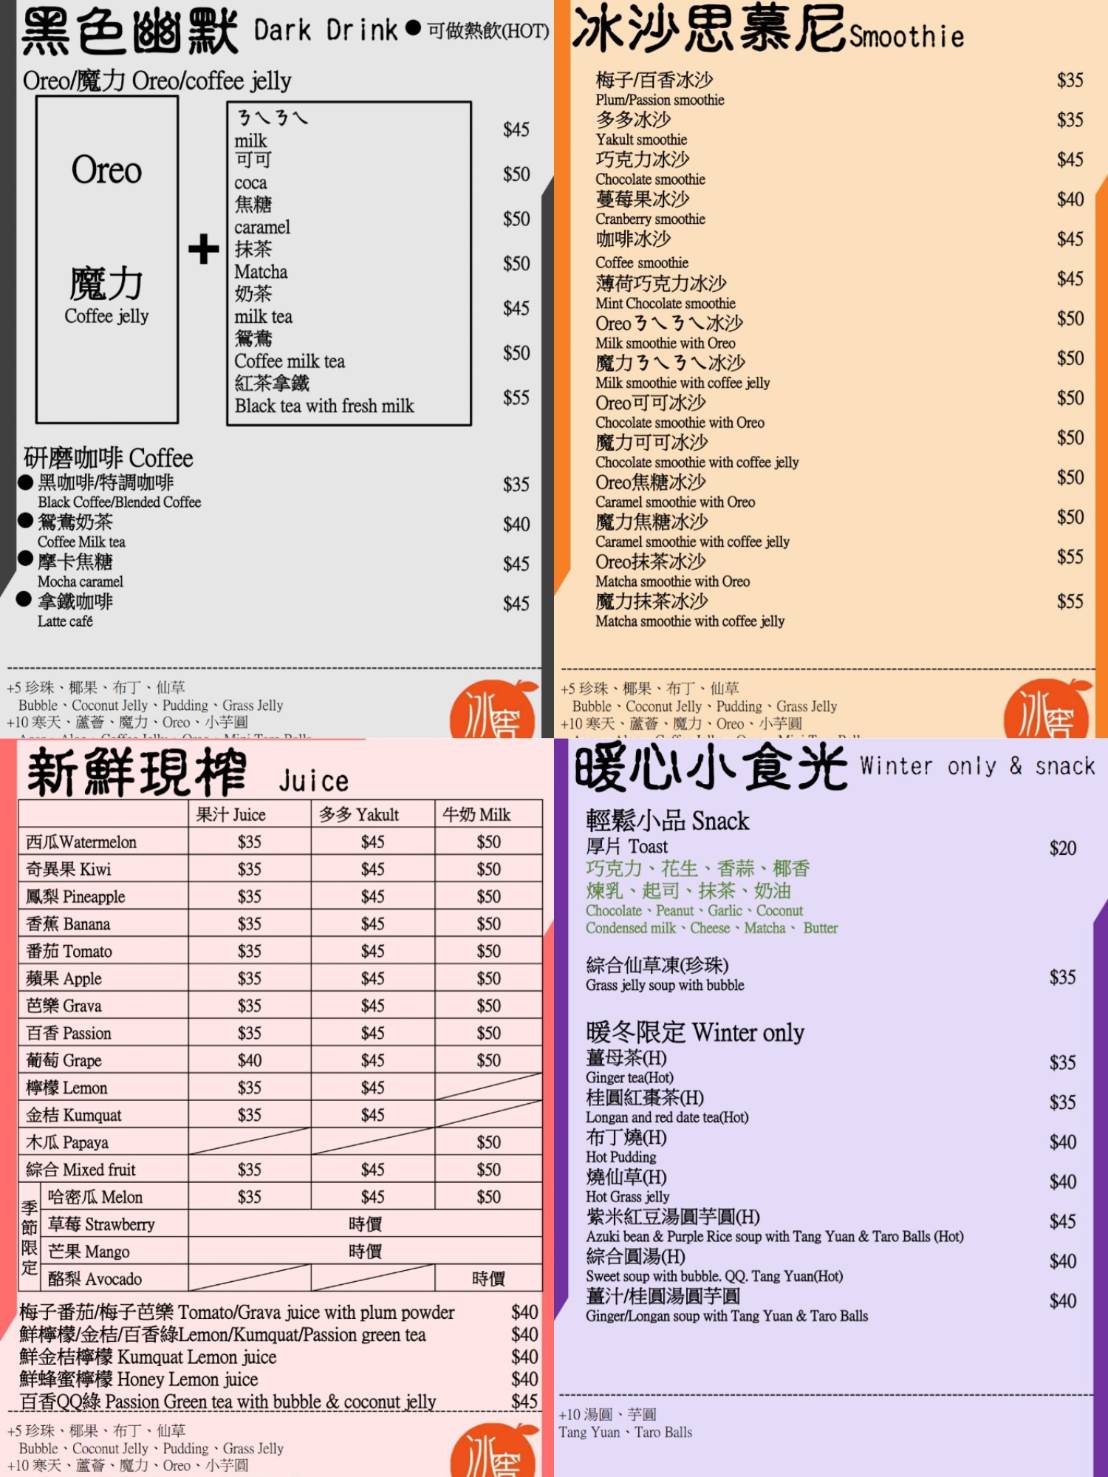 黑色幽默 Dark Drink ● 可做熱飲(HOT)
Oreo/魔力 Oreo/coffee jelly
Oreo
魔力
Coffee jelly
+
ㄋㄟㄋㄟ $45
milk
可可 $50
coca
焦糖 $50
caramel
抹茶 $50
Matcha
奶茶 $45
milk tea
鴛鴦 $50
Coffee milk tea
紅茶拿鐵 $55
Black tea with fresh milk
研磨咖啡 Coffee
● 黑咖啡/特調咖啡 $35
Black Coffee/Blended Coffee
● 鴛鴦奶茶 $40
Coffee Milk tea
● 摩卡焦糖 $45
Mocha caramel
● 拿鐵咖啡 $45
Latte café
+5 珍珠、椰果、布丁、仙草
Bubble、Coconut Jelly、Pudding、Grass Jelly
+10 寒天、蘆薈、魔力、Oreo、小芋圓
冰窖
冰沙思慕尼Smoothie
梅子/百香冰沙 $35
Plum/Passion smoothie
多多冰沙 $35
Yakult smoothie
巧克力冰沙 $45
Chocolate smoothie
蔓莓果冰沙 $40
Cranberry smoothie
咖啡冰沙 $45
Coffee smoothie
薄荷巧克力冰沙 $45
Mint Chocolate smoothie
Oreoㄋㄟㄋㄟ冰沙 $50
Milk smoothie with Oreo
魔力ㄋㄟㄋㄟ冰沙 $50
Milk smoothie with coffee jelly
Oreo可可冰沙 $50
Chocolate smoothie with Oreo
魔力可可冰沙 $50
Chocolate smoothie with coffee jelly
Oreo焦糖冰沙 $50
Caramel smoothie with Oreo
魔力焦糖冰沙 $50
Caramel smoothie with coffee jelly
Oreo抹茶冰沙 $55
Matcha smoothie with Oreo
魔力抹茶冰沙 $55
Matcha smoothie with coffee jelly
+5 珍珠、椰果、布丁、仙草
Bubble、Coconut Jelly、Pudding、Grass Jelly
+10 寒天、蘆薈、魔力、Oreo、小芋圓
冰窖
新鮮現榨 Juice
果汁 Juice 多多 Yakult 牛奶 Milk
西瓜Watermelon $35 $45 $50
奇異果 Kiwi $35 $45 $50
鳳梨 Pineapple $35 $45 $50
香蕉 Banana $35 $45 $50
番茄 Tomato $35 $45 $50
蘋果 Apple $35 $45 $50
芭樂 Grava $35 $45 $50
百香 Passion $35 $45 $50
葡萄 Grape $40 $45 $50
檸檬 Lemon $35 $45
金桔 Kumquat $35 $45
木瓜 Papaya $50
綜合 Mixed fruit $35 $45 $50
季節限定
哈密瓜 Melon $35 $45 $50
草莓 Strawberry 時價
芒果 Mango 時價
酪梨 Avocado 時價
梅子番茄/梅子芭樂 Tomato/Grava juice with plum powder $40
鮮檸檬/金桔/百香綠Lemon/Kumquat/Passion green tea $40
鮮金桔檸檬 Kumquat Lemon juice $40
鮮蜂蜜檸檬 Honey Lemon juice $40
百香QQ綠 Passion Green tea with bubble & coconut jelly $45
+5 珍珠、椰果、布丁、仙草
Bubble、Coconut Jelly、Pudding、Grass Jelly
+10 寒天、蘆薈、魔力、Oreo、小芋圓
冰窖
暖心小食光 Winter only & snack
輕鬆小品 Snack
厚片 Toast $20
巧克力、花生、香蒜、椰香
煉乳、起司、抹茶、奶油
Chocolate、Peanut、Garlic、Coconut
Condensed milk、Cheese、Matcha、 Butter
綜合仙草凍(珍珠) $35
Grass jelly soup with bubble
暖冬限定 Winter only
薑母茶(H) $35
Ginger tea(Hot)
桂圓紅棗茶(H) $35
Longan and red date tea(Hot)
布丁燒(H) $40
Hot Pudding
燒仙草(H) $40
Hot Grass jelly
紫米紅豆湯圓芋圓(H) $45
Azuki bean & Purple Rice soup with Tang Yuan & Taro Balls (Hot)
綜合圓湯(H) $40
Sweet soup with bubble. QQ. Tang Yuan(Hot)
薑汁/桂圓湯圓芋圓 $40
Ginger/Longan soup with Tang Yuan & Taro Balls
+10 湯圓、芋圓
Tang Yuan、Taro Balls